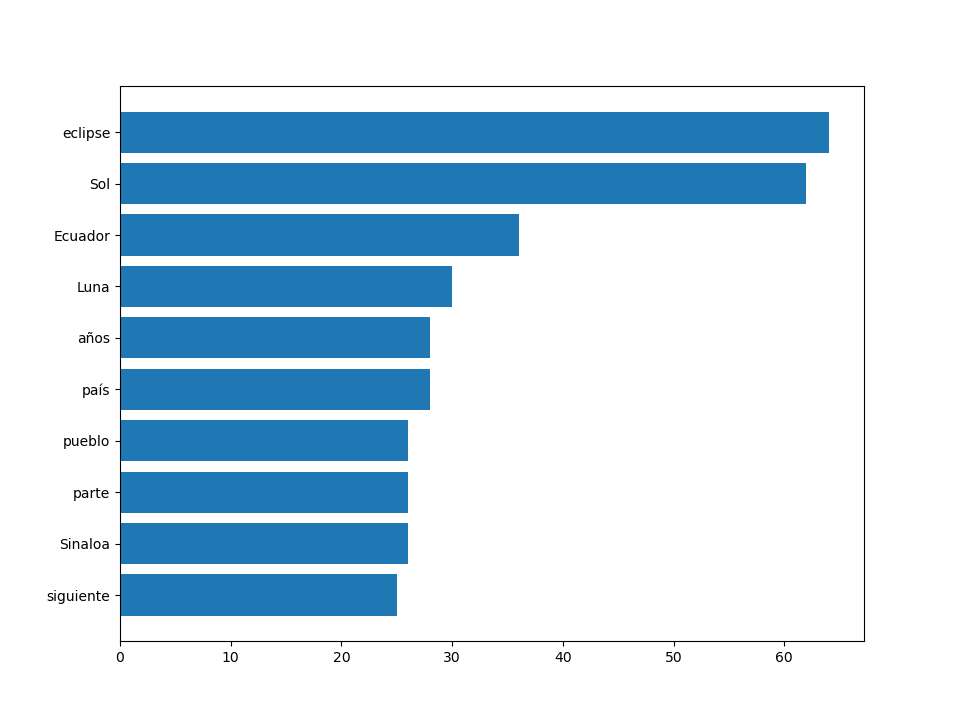 eclipse
Sol
Ecuador
Luna
años
país
pueblo
parte
Sinaloa
siguiente
0 10 20 30 40 50 60